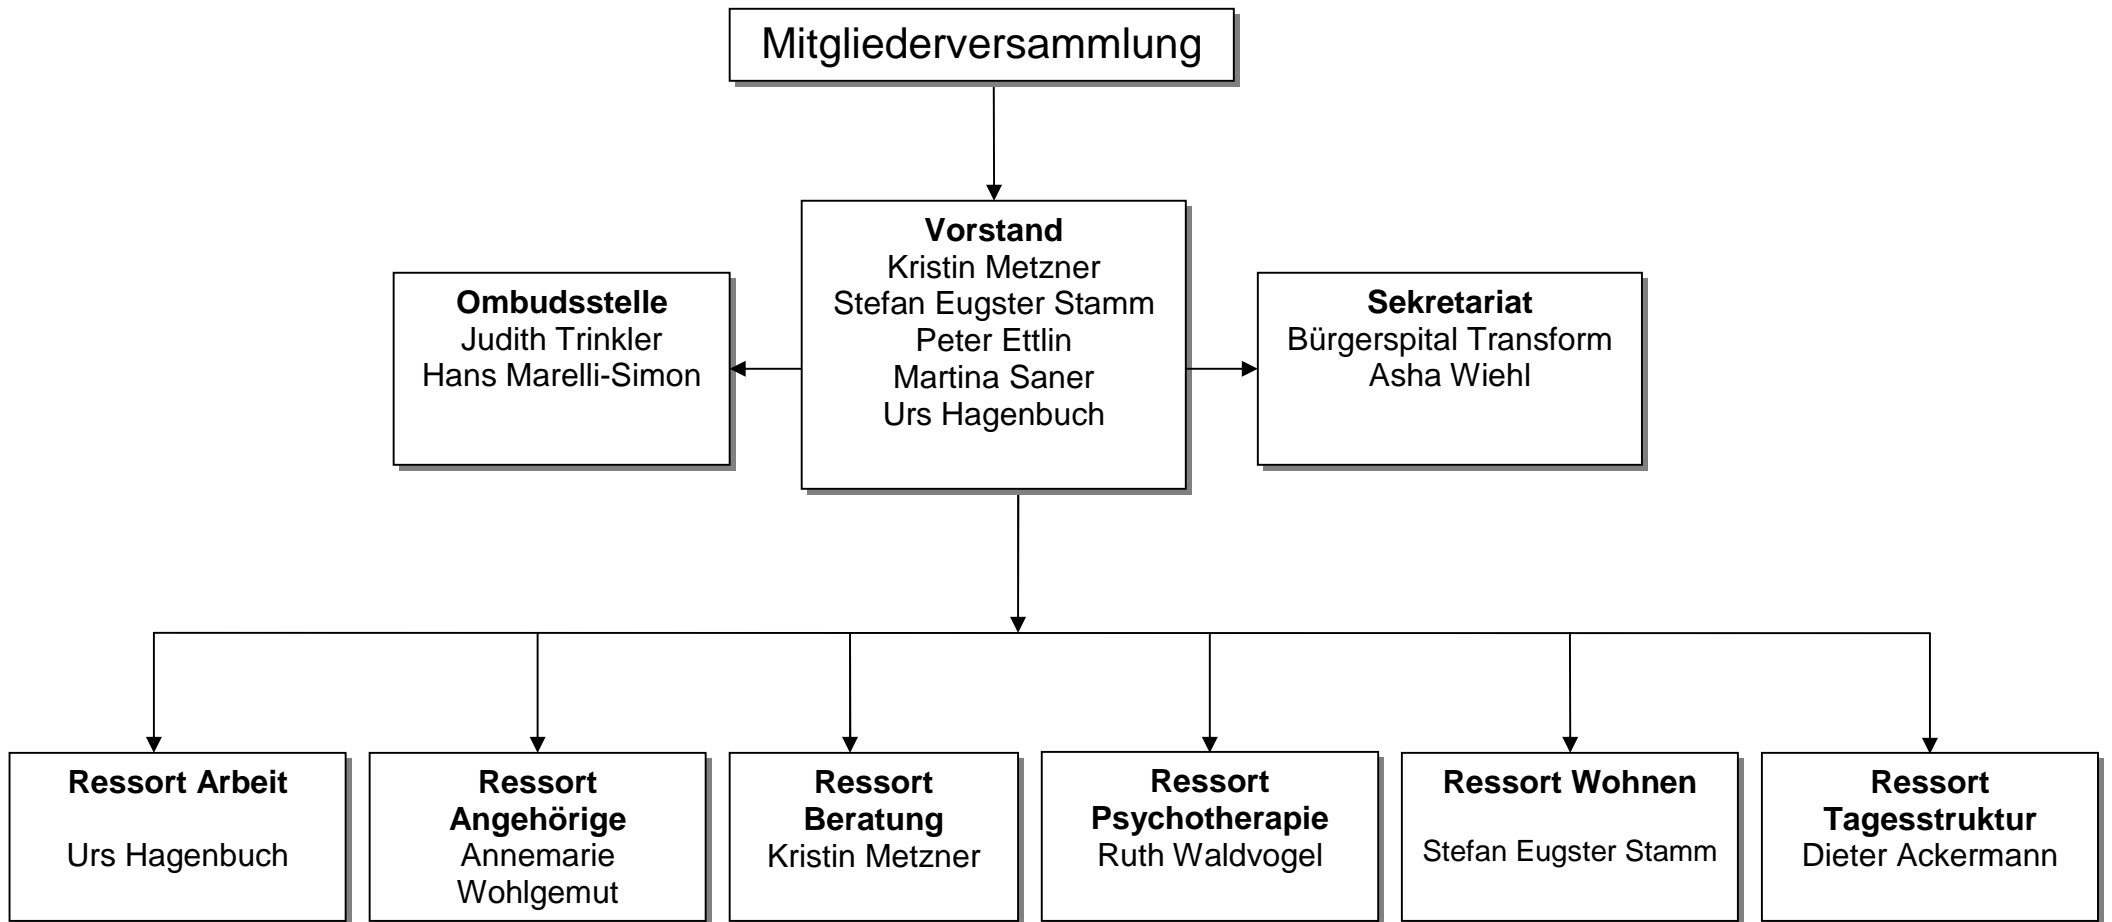 Mitgliederversammlung
Vorstand
Kristin Metzner
Stefan Eugster Stamm
Peter Ettlin
Martina Saner
Urs Hagenbuch
Ombudsstelle
Judith Trinkler
Hans Marelli-Simon
Sekretariat
Bürgerspital Transform
Asha Wiehl
Ressort Arbeit
Urs Hagenbuch
Ressort
Angehörige
Annemarie
Wohlgemut
Ressort
Beratung
Kristin Metzner
Ressort
Psychotherapie
Ruth Waldvogel
Ressort Wohnen
Stefan Eugster Stamm
Ressort
Tagesstruktur
Dieter Ackermann